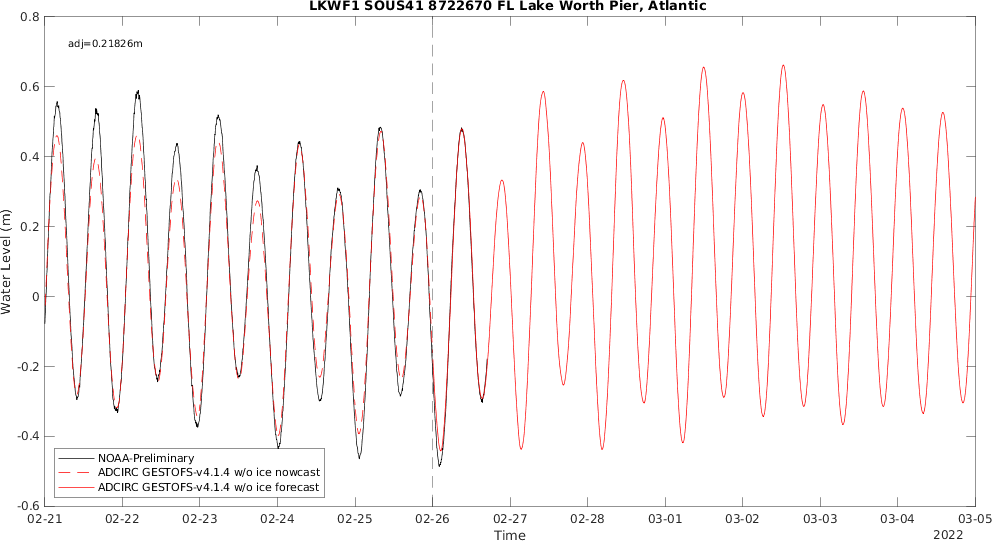 LKWF1 SOUS41 8722670 FL Lake Worth Pier, Atlantic
0.8
adj=0.21826m
0.6
0.4
0.2
0
-0.2
-0.4
-0.6
Water Level (m)
NOAA-Preliminary
ADCIRC GESTOFS-v4.1.4 w/o ice nowcast
ADCIRC GESTOFS-v4.1.4 w/o ice forecast
02-21 02-22 02-23 02-24 02-25 02-26 02-27 02-28 03-01 03-02 03-03 03-04 03-05
Time
2022